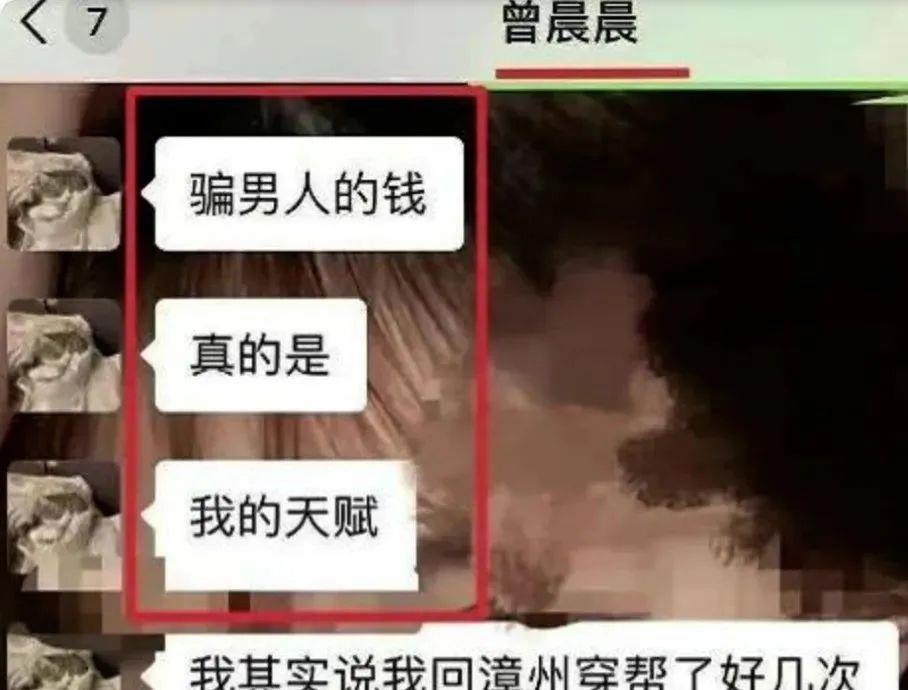 7
曾晨晨
骗男人的钱
真的是
我的天赋
我其实说我回漳州穿帮了好几次